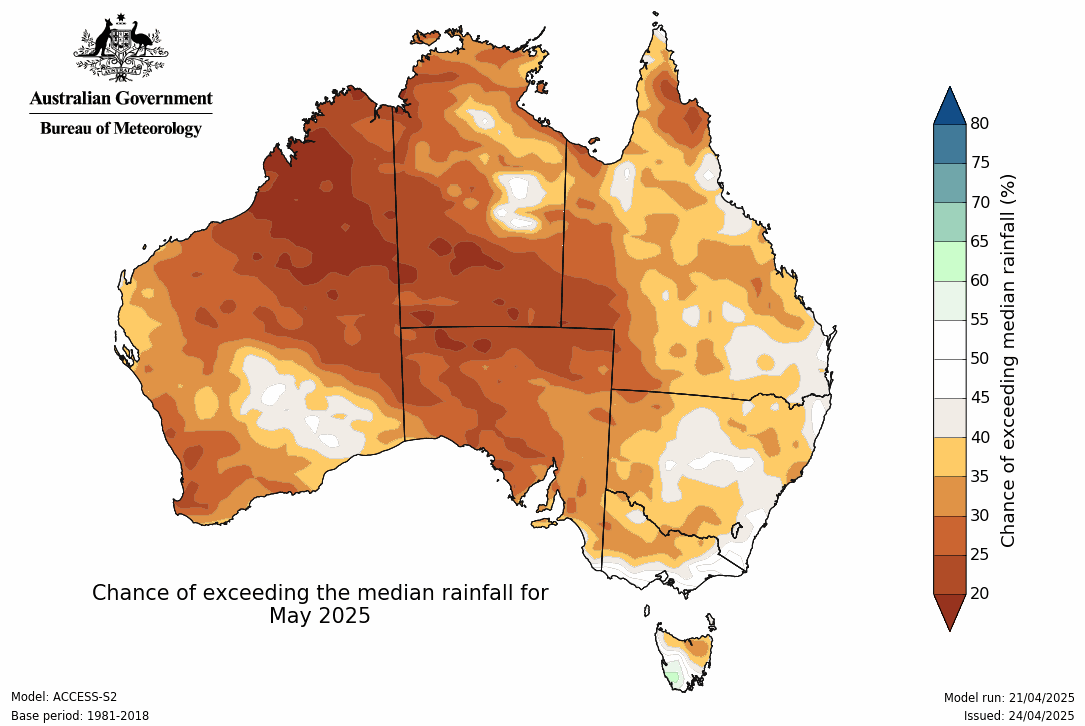 Australian Government
Bureau of Meteorology
80
75
70
65
60
55
50
45
40
35
30
25
20
Chance of exceeding median rainfall (%)
Chance of exceeding the median rainfall for
May 2025
Model: ACCESS-S2
Base period: 1981-2018
Model run: 21/04/2025
Issued: 24/04/2025